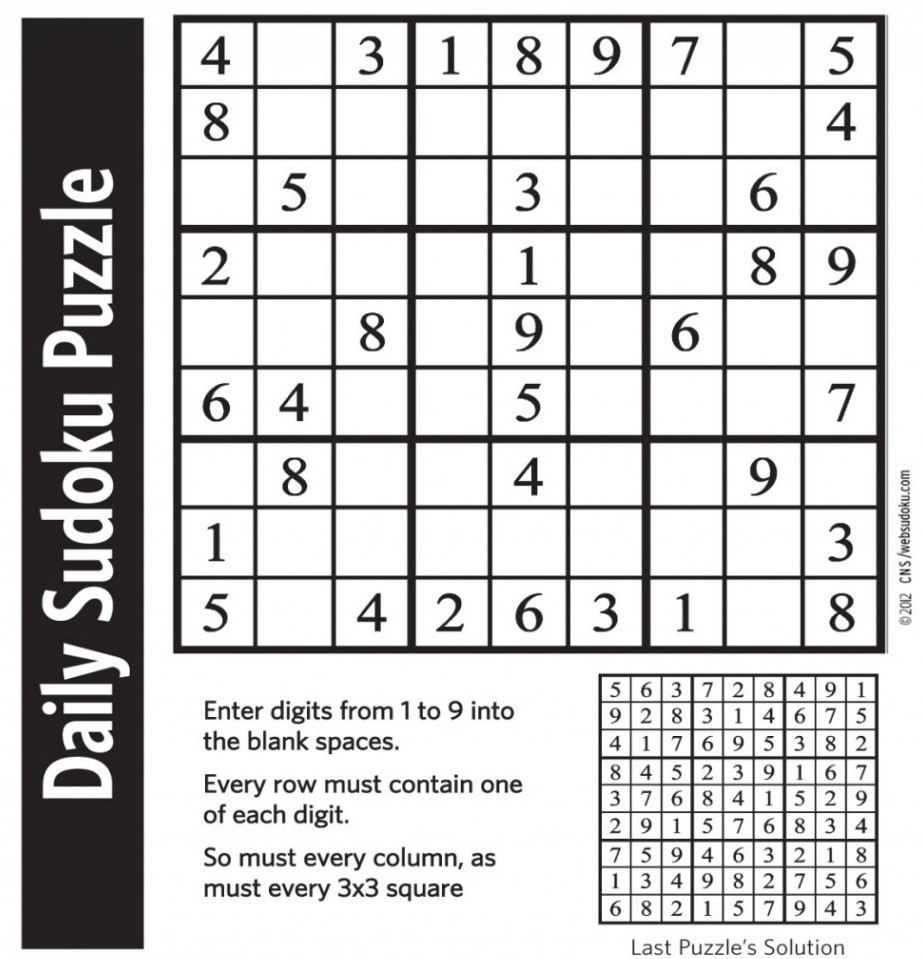 Daily Sudoku Puzzle
4 3 1 8 9 7 5
8 4
5 3 6
2 1 8 9
8 9 6
6 4 5 7
8 4 9
1 3
5 4 2 6 3 1 8
©2012 CNS/websudoku.com
Enter digits from 1 to 9 into
the blank spaces.
Every row must contain one
of each digit.
So must every column, as
must every 3x3 square
5 6 3 7 2 8 4 9 1
9 2 8 3 1 4 6 7 5
4 1 7 6 9 5 3 8 2
8 4 5 2 3 9 1 6 7
3 7 6 8 4 1 5 2 9
2 9 1 5 7 6 8 3 4
7 5 9 4 6 3 2 1 8
1 3 4 9 8 2 7 5 6
6 8 2 1 5 7 9 4 3
Last Puzzle's Solution